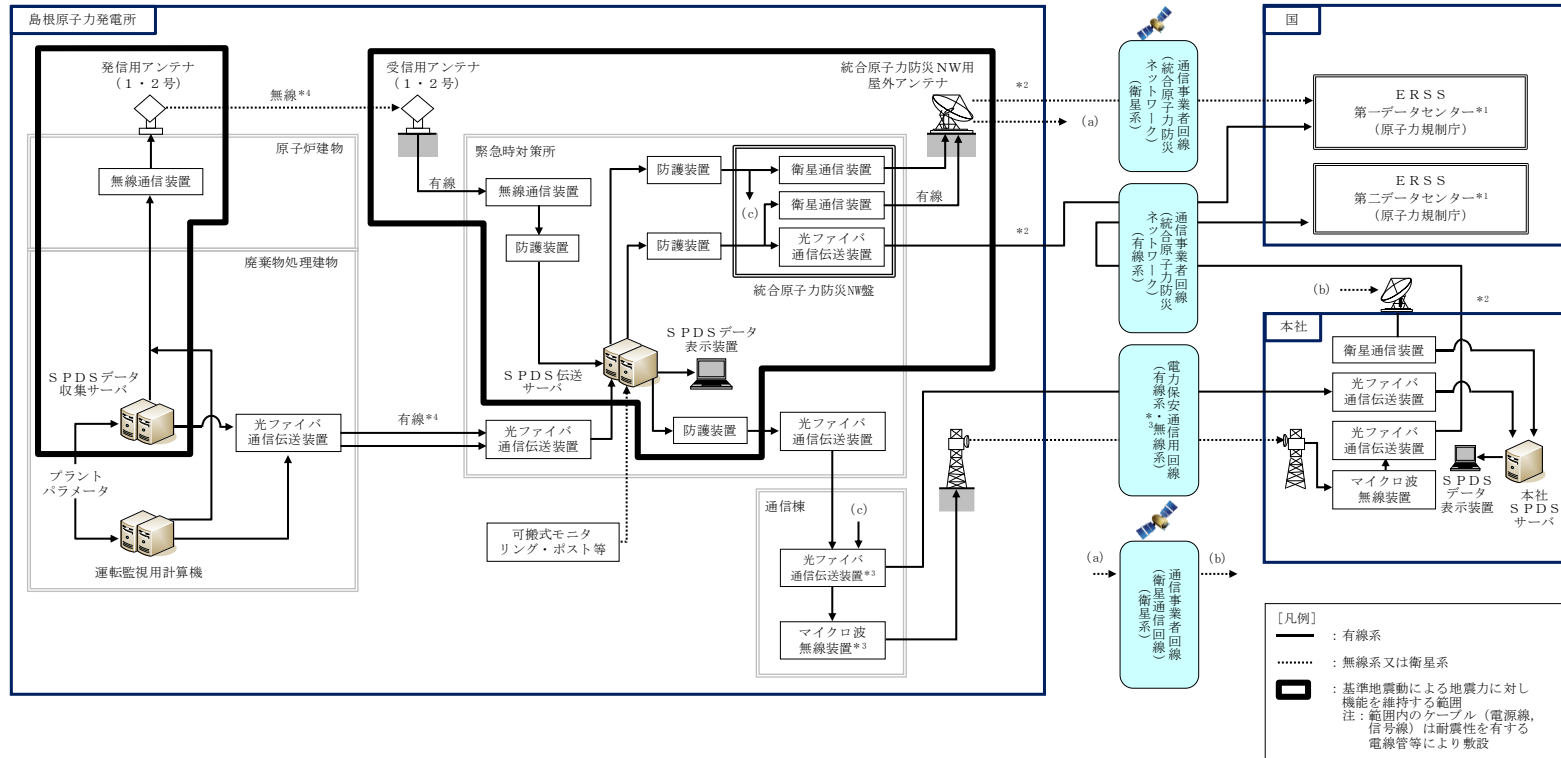 島根原子力発電所
発信用アンテナ
(1・2号)
無線*4
受信用アンテナ
(1・2号)
統合原子力防災NW用
屋外アンテナ
*2
(a)
原子炉建物
無線通信装置
緊急時対策所
有線
無線通信装置
防護装置
防護装置
防護装置
(c)
衛星通信装置
衛星通信装置
有線
光ファイバ
通信伝送装置
統合原子力防災NW盤
*2
廃棄物処理建物
SPDSデータ
収集サーバ
プラント
パラメータ
運転監視用計算機
光ファイバ
通信伝送装置
有線*4
光ファイバ
通信伝送装置
SPDS伝送
サーバ
SPDSデータ
表示装置
防護装置
光ファイバ
通信伝送装置
可搬式モニタ
リング・ポスト等
通信棟
(c)
光ファイバ
通信伝送装置*3
マイクロ波
無線装置*3
通信事業者回線
(統合原子力防災
ネットワーク)
(衛星系)
通信事業者回線
(統合原子力防災
ネットワーク)
(有線系)
電力保安通信用回線
(有線系・無線系)
*3
通信事業者回線
(衛星通信回線)
(衛星系)
(a)
(b)
国
ERSS
第一データセンター*1
(原子力規制庁)
ERSS
第二データセンター*1
(原子力規制庁)
(b)
*2
本社
衛星通信装置
光ファイバ
通信伝送装置
光ファイバ
通信伝送装置
マイクロ波
無線装置
SPDS
データ
表示装置
本社
SPDS
サーバ
[凡例]
:有線系
:無線系又は衛星系
:基準地震動による地震力に対し
機能を維持する範囲
注:範囲内のケーブル(電源線,
信号線)は耐震性を有する
電線管等により敷設